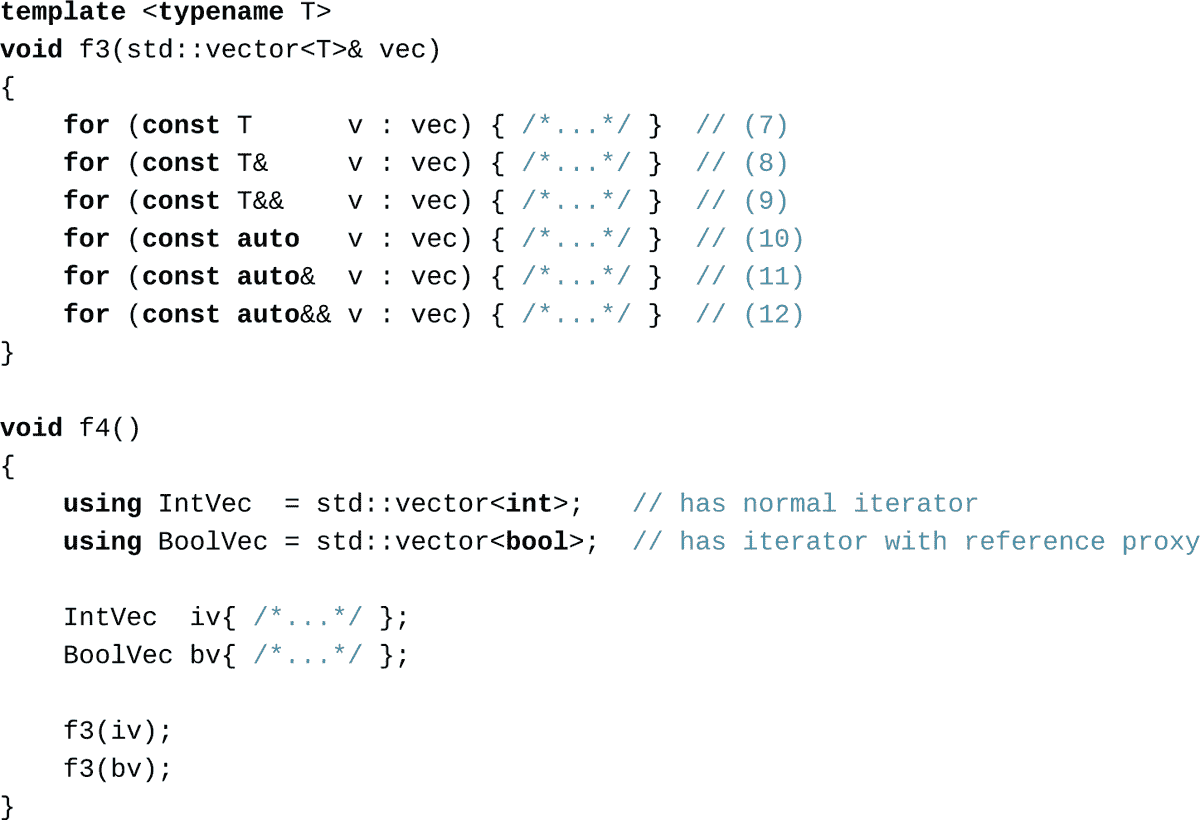 template <typename T>
void f3(std::vector<T>& vec)
{
    for (const T      v : vec) { /*...*/ }  // (7)
    for (const T&     v : vec) { /*...*/ }  // (8)
    for (const T&&    v : vec) { /*...*/ }  // (9)
    for (const auto   v : vec) { /*...*/ }  // (10)
    for (const auto&  v : vec) { /*...*/ }  // (11)
    for (const auto&& v : vec) { /*...*/ }  // (12)
}

void f4()
{
    using IntVec  = std::vector<int>;   // has normal iterator
    using BoolVec = std::vector<bool>;  // has iterator with reference proxy

    IntVec  iv{ /*...*/ };
    BoolVec bv{ /*...*/ };

    f3(iv);
    f3(bv);
}